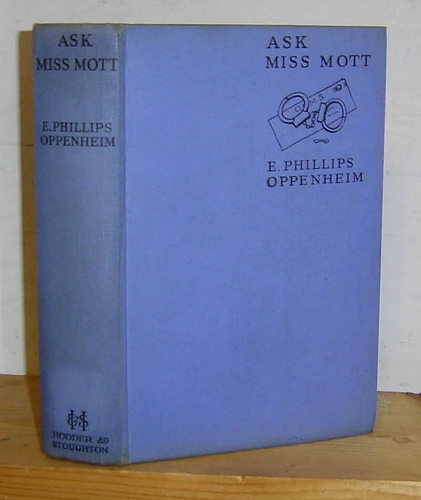 ASK
MISS MOTT
E. PHILLIPS
OPPENHEIM
HODDER &
STOUGHTON
ASK
MISS MOTT
E. PHILLIPS
OPPENHEIM